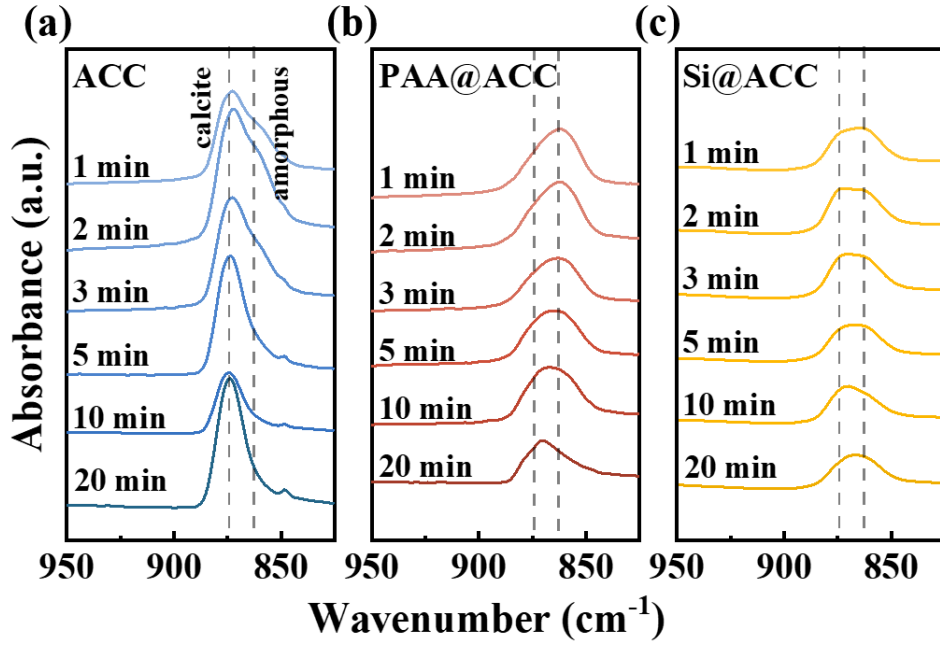 (a)
ACC
calcite
amorphous
1 min
2 min
3 min
5 min
10 min
20 min
950
900
850
(b)
PAA@ACC
1 min
2 min
3 min
5 min
10 min
20 min
950
900
850
(c)
Si@ACC
1 min
2 min
3 min
5 min
10 min
20 min
950
900
850
Absorbance (a.u.)
Wavenumber (cm⁻¹)